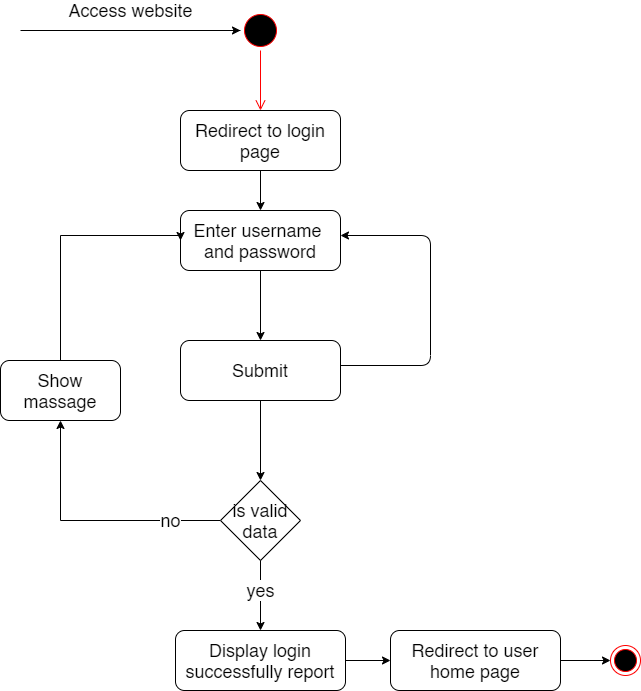 Access website
Redirect to login
page
Enter username
and password
Submit
Show
massage
is valid
data
no
yes
Display login
successfully report
Redirect to user
home page